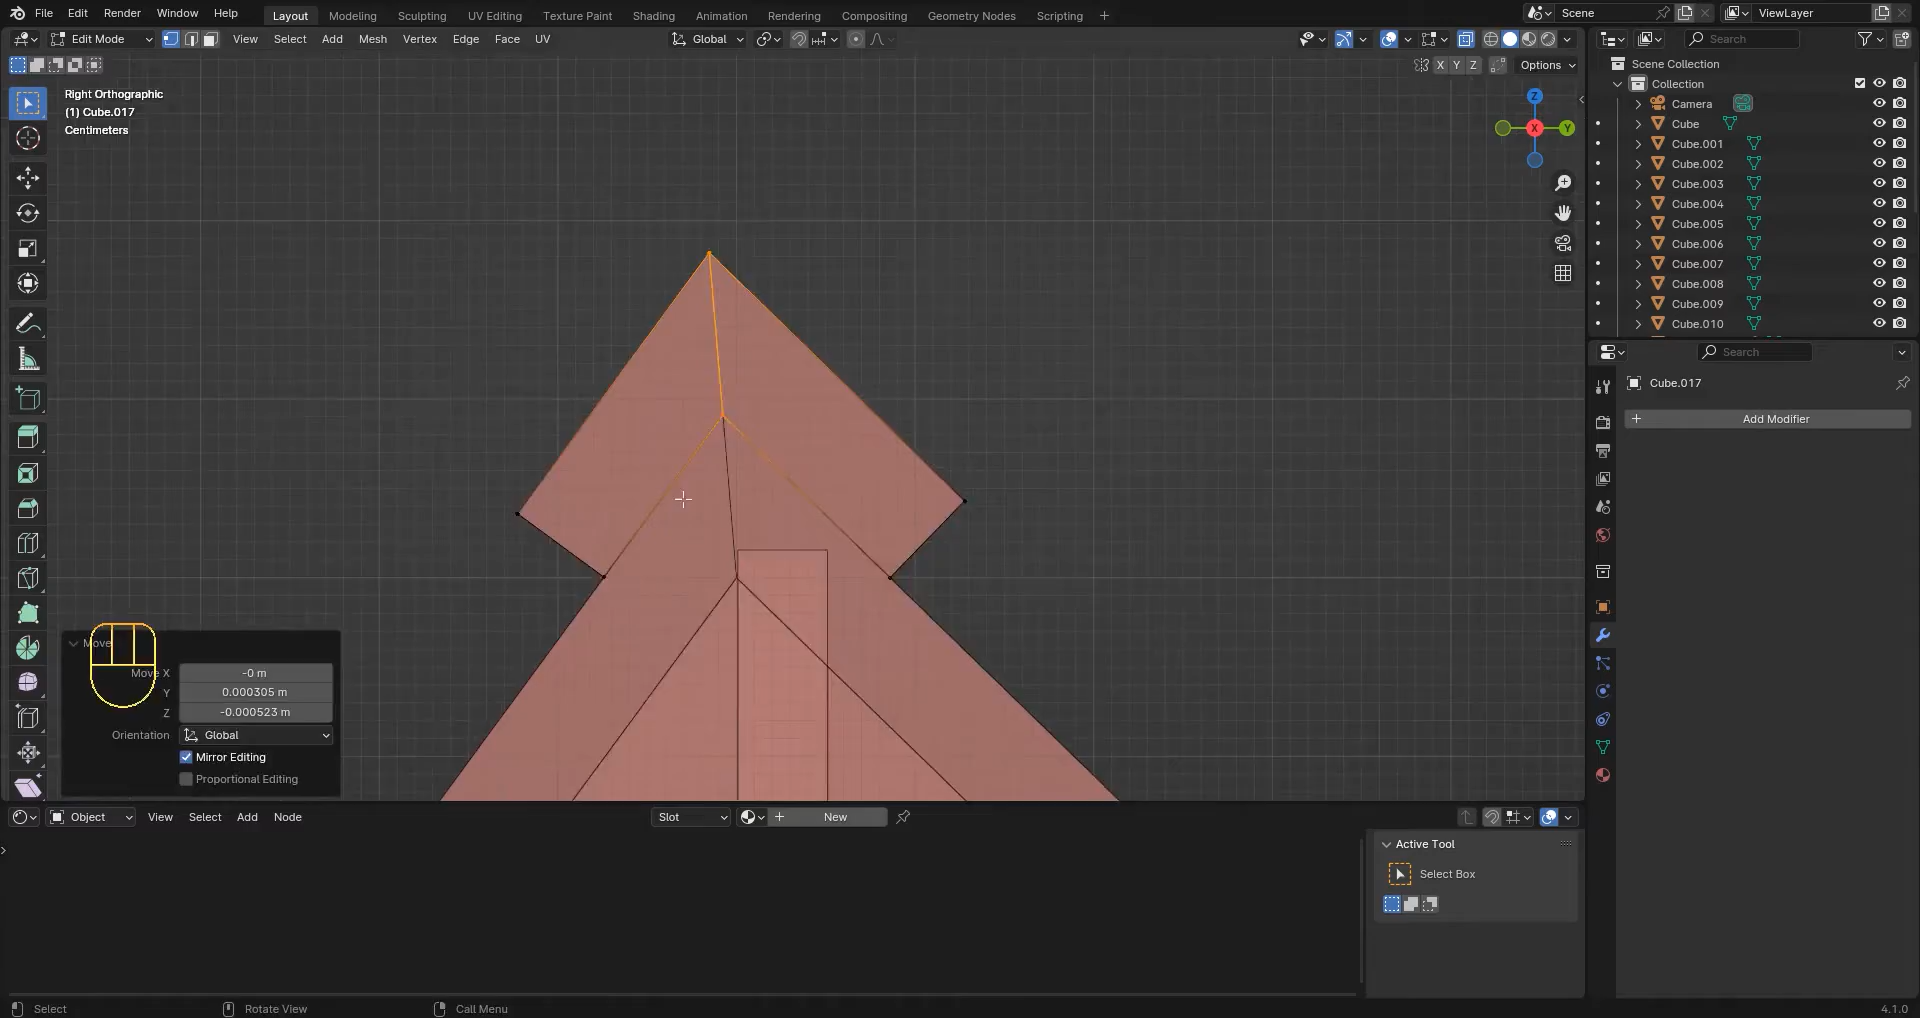 File Edit Render Window Help Layout Modeling Sculpting UV Editing Texture Paint Shading Animation Rendering Compositing Geometry Nodes Scripting + Scene ViewLayer
Edit Mode View Select Add Mesh Vertex Edge Face UV Global Search
X Y Z Options
Scene Collection
Collection
Camera
Cube
Cube.001
Cube.002
Cube.003
Cube.004
Cube.005
Cube.006
Cube.007
Cube.008
Cube.009
Cube.010
Right Orthographic
(1) Cube.017
Centimeters
Z
X
Y
Search
Cube.017
+ Add Modifier
Move
Move X -0 m
Y 0.000305 m
Z -0.000523 m
Orientation Global
Mirror Editing
Proportional Editing
Object View Select Add Node Slot + New
Active Tool
Select Box
Select Rotate View Call Menu 4.1.0